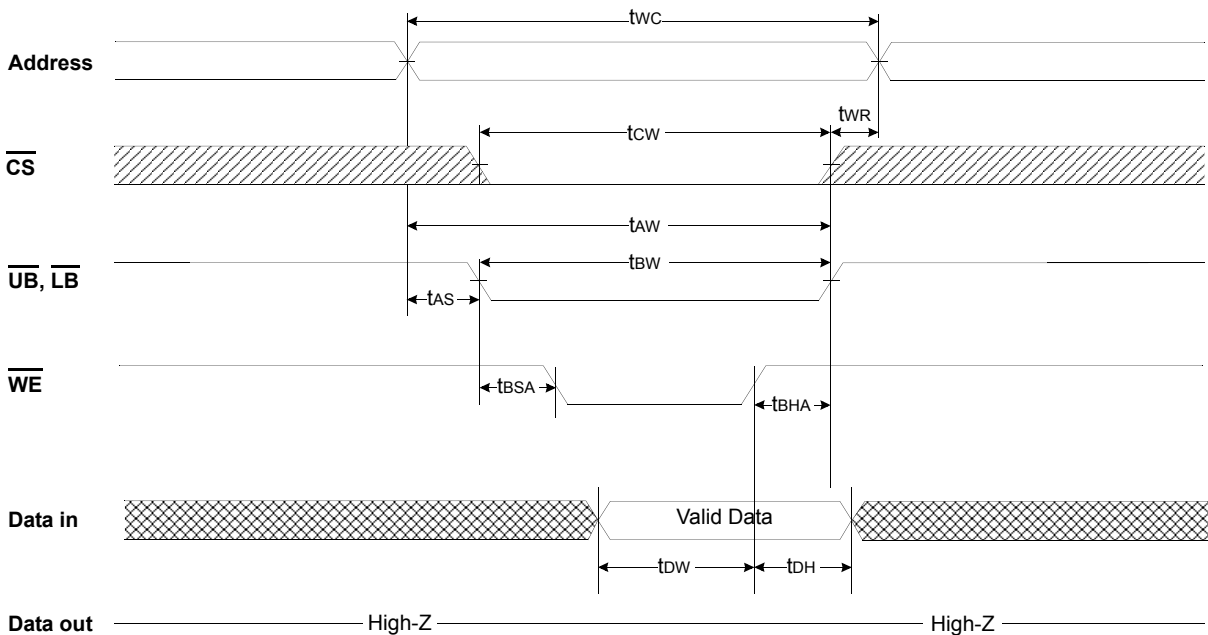 tWC
Address
tWR
tCW
CS
tAW
tBW
UB, LB
tAS
WE
tBSA
tBHA
Data in
Valid Data
tDW
tDH
Data out
High-Z
High-Z